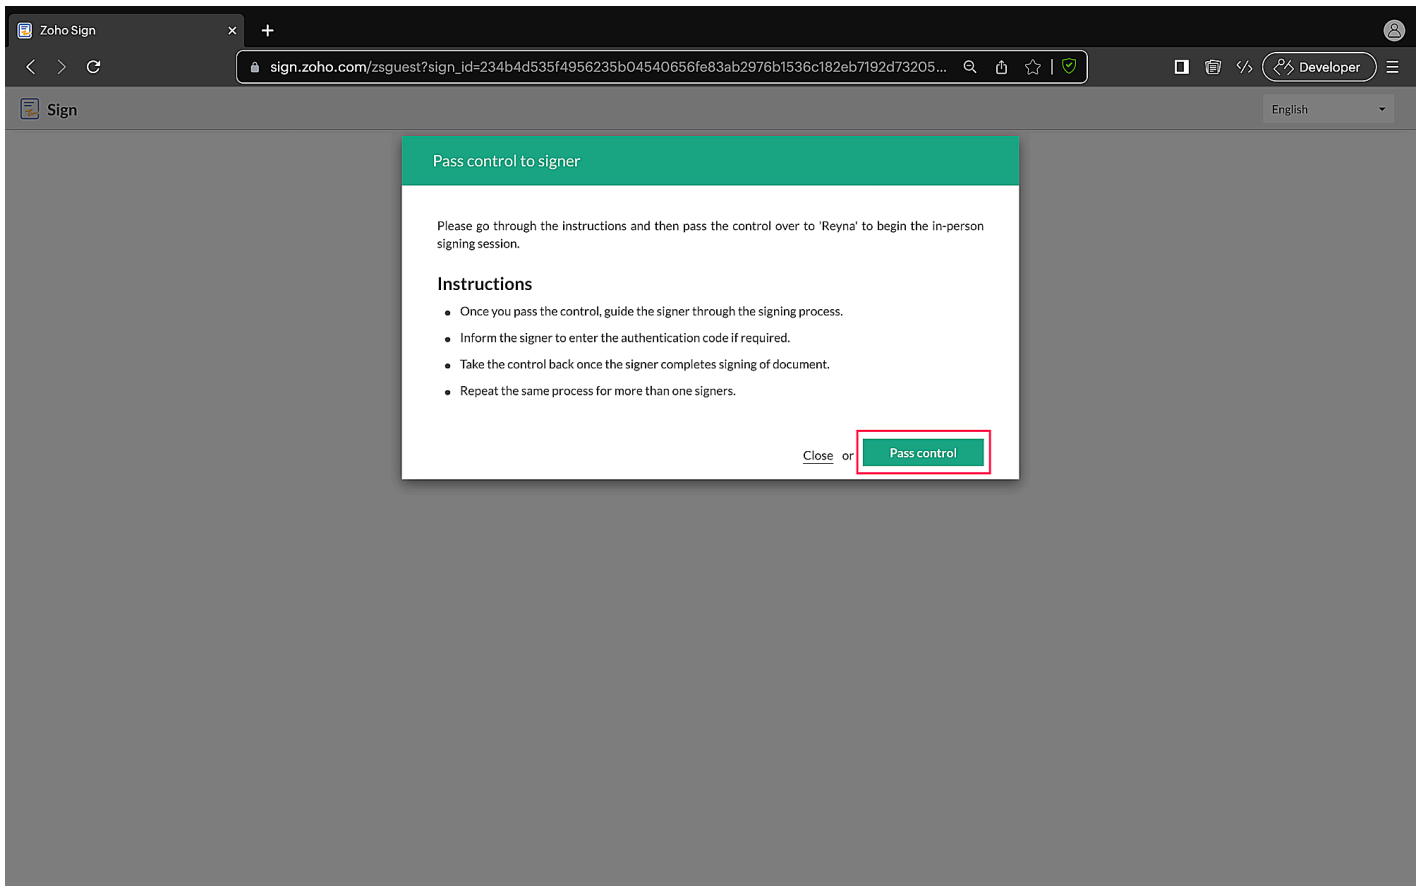 Zoho Sign
sign.zoho.com/zsguest?sign_id=234b4d535f4956235b04540656fe83ab2976b1536c182eb7192d73205...
Developer
Sign
English
Pass control to signer
Please go through the instructions and then pass the control over to 'Reyna' to begin the in-person
signing session.
Instructions
• Once you pass the control, guide the signer through the signing process.
• Inform the signer to enter the authentication code if required.
• Take the control back once the signer completes signing of document.
• Repeat the same process for more than one signers.
Close or Pass control